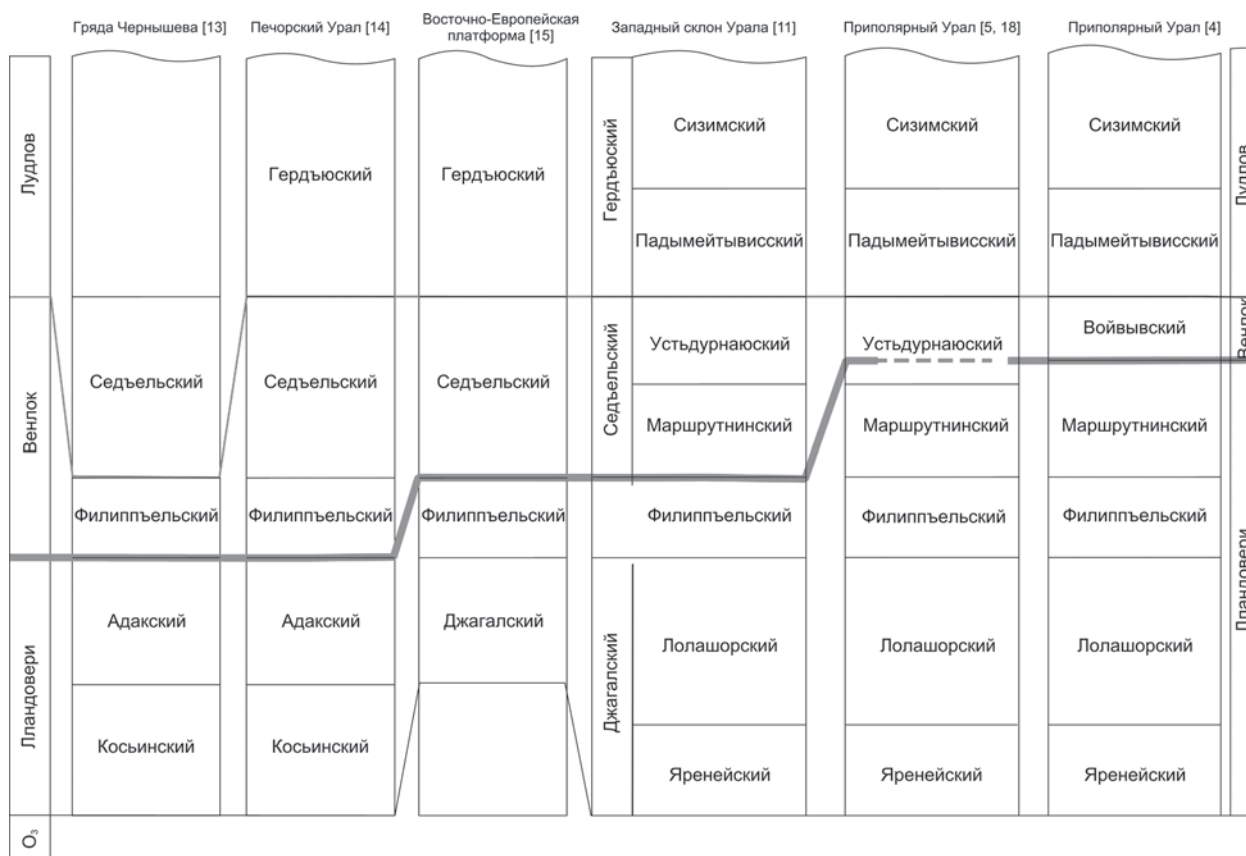 Гряда Чернышева [13]
Печорский Урал [14]
Восточно-Европейская
платформа [15]
Западный склон Урала [11]
Приполярный Урал [5, 18]
Приполярный Урал [4]
Лудлов
Венлок
Лландовери
O₃
Седъельский
Филиппъельский
Адакский
Косьинский
Гердъюский
Седъельский
Филиппъельский
Адакский
Косьинский
Гердъюский
Седъельский
Филиппъельский
Джагалский
Гердъюский
Седъельский
Джагалский
Сизимский
Падымейтывисский
Устьдурнаюский
Маршрутнинский
Филиппъельский
Лолашорский
Яренейский
Сизимский
Падымейтывисский
Устьдурнаюский
Маршрутнинский
Филиппъельский
Лолашорский
Яренейский
Сизимский
Падымейтывисский
Войвывский
Маршрутнинский
Филиппъельский
Лолашорский
Яренейский
Лудлов
Венлок
Лландовери